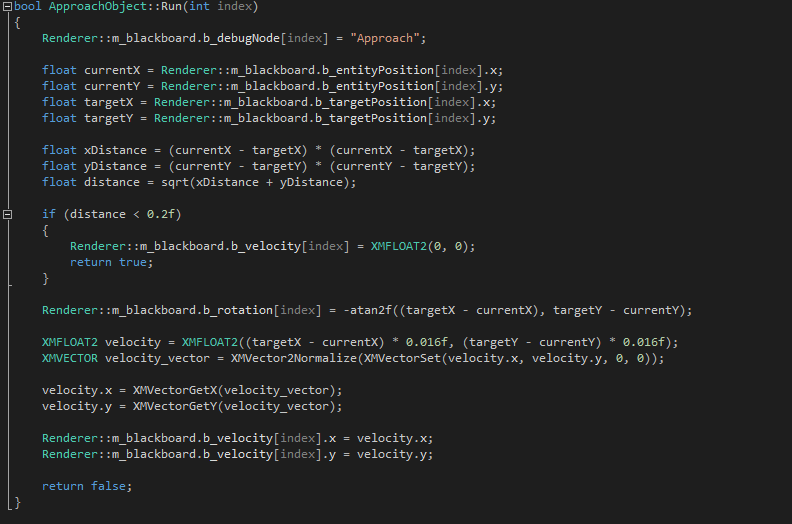 bool ApproachObject::Run(int index)
{
Renderer::m_blackboard.b_debugNode[index] = "Approach";
float currentX = Renderer::m_blackboard.b_entityPosition[index].x;
float currentY = Renderer::m_blackboard.b_entityPosition[index].y;
float targetX = Renderer::m_blackboard.b_targetPosition[index].x;
float targetY = Renderer::m_blackboard.b_targetPosition[index].y;
float xDistance = (currentX - targetX) * (currentX - targetX);
float yDistance = (currentY - targetY) * (currentY - targetY);
float distance = sqrt(xDistance + yDistance);
if (distance < 0.2f)
{
Renderer::m_blackboard.b_velocity[index] = XMFLOAT2(0, 0);
return true;
}
Renderer::m_blackboard.b_rotation[index] = -atan2f((targetX - currentX), targetY - currentY);
XMFLOAT2 velocity = XMFLOAT2((targetX - currentX) * 0.016f, (targetY - currentY) * 0.016f);
XMVECTOR velocity_vector = XMVector2Normalize(XMVectorSet(velocity.x, velocity.y, 0, 0));
velocity.x = XMVectorGetX(velocity_vector);
velocity.y = XMVectorGetY(velocity_vector);
Renderer::m_blackboard.b_velocity[index].x = velocity.x;
Renderer::m_blackboard.b_velocity[index].y = velocity.y;
return false;
}